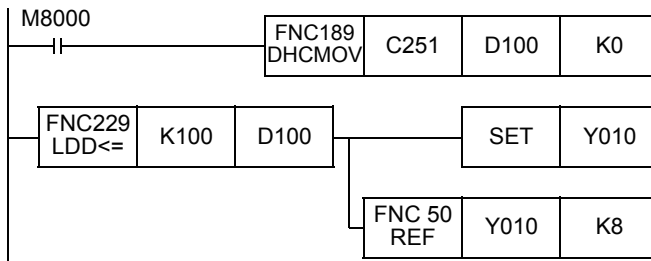 M8000
FNC189 DHCMOV C251 D100 K0
FNC229 LDD<= K100 D100 SET Y010
FNC 50 REF Y010 K8